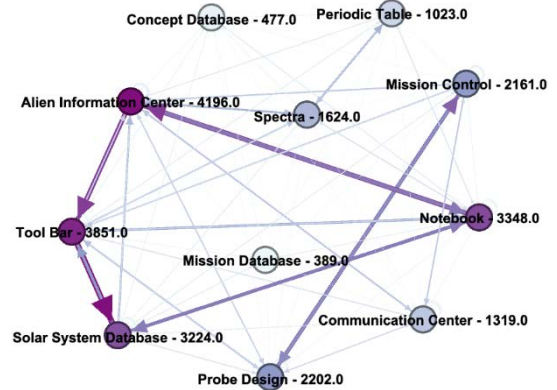 Concept Database - 477.0
Periodic Table - 1023.0
Mission Control - 2161.0
Alien Information Center - 4196.0
Spectra - 1624.0
Notebook - 3348.0
Tool Bar - 3851.0
Mission Database - 389.0
Communication Center - 1319.0
Solar System Database - 3224.0
Probe Design - 2202.0